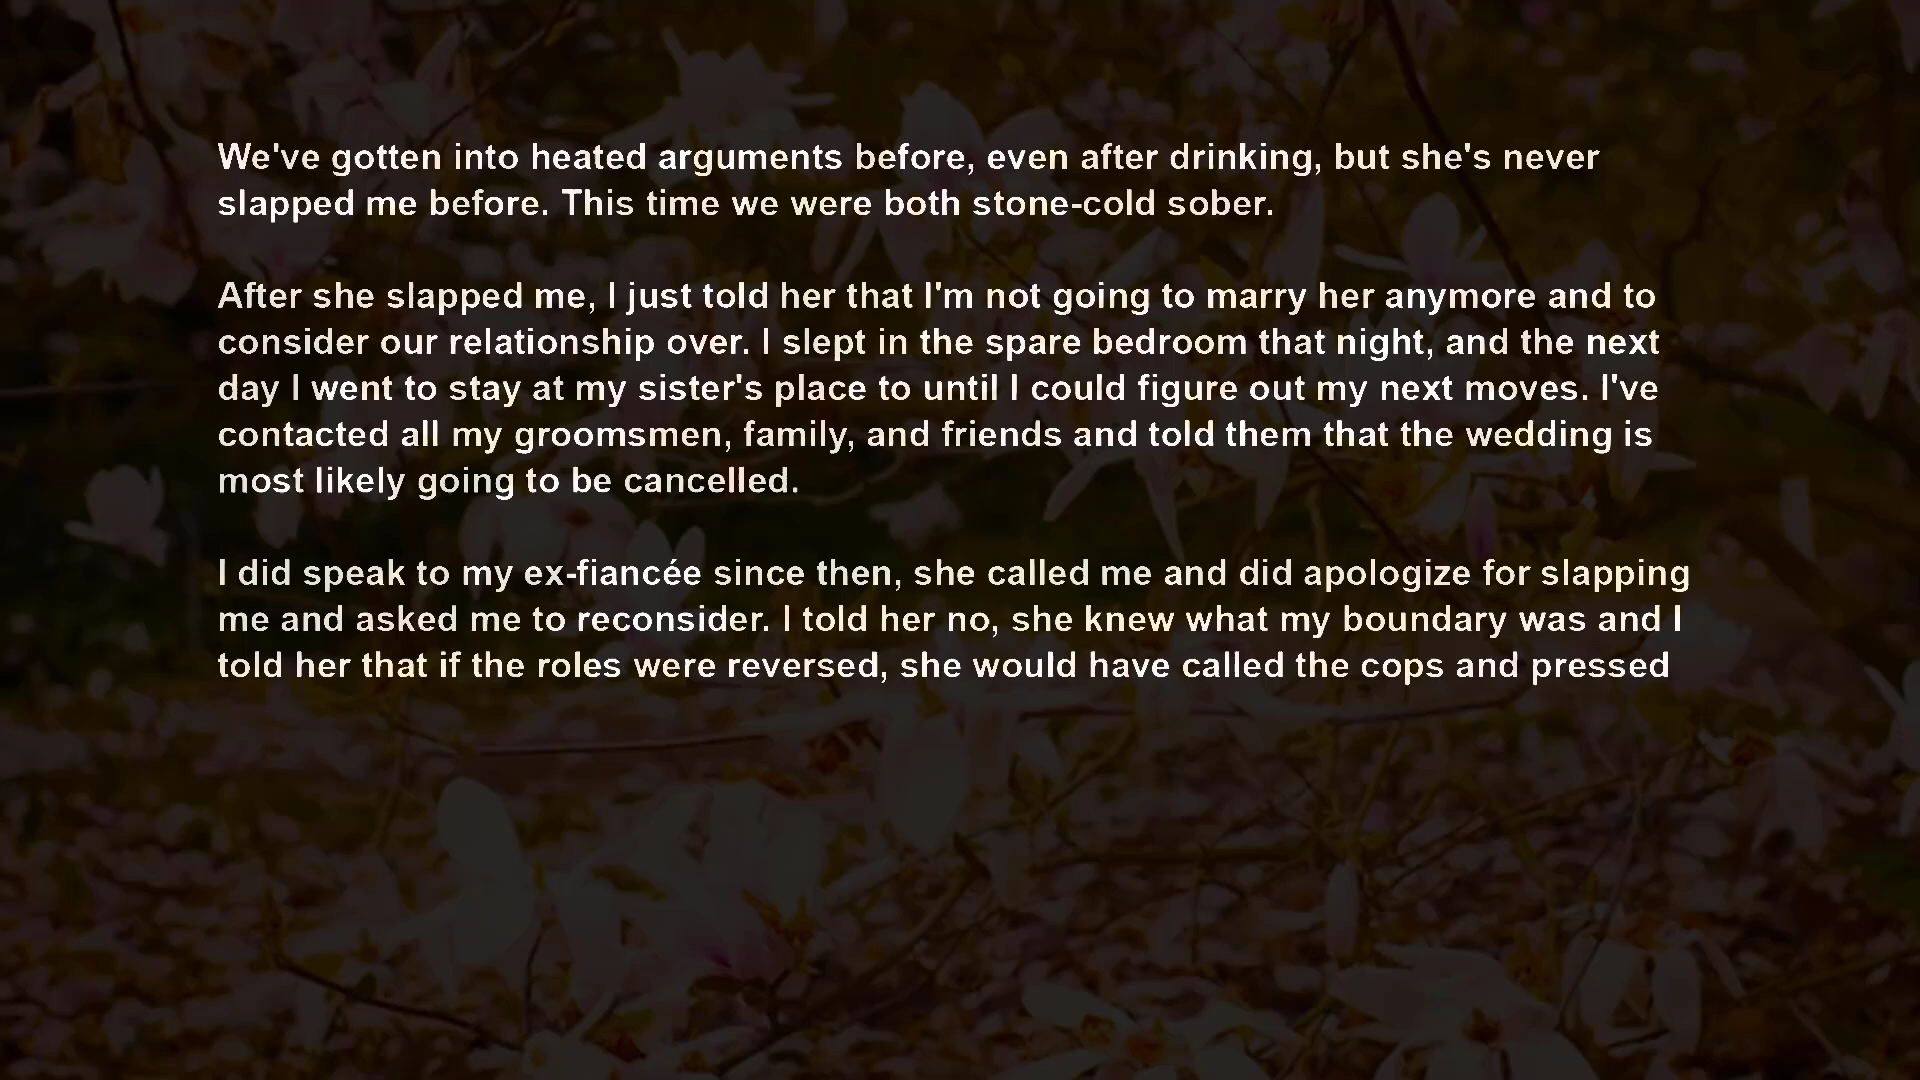 We've gotten into heated arguments before, even after drinking, but she's never
slapped me before. This time we were both stone-cold sober.
After she slapped me, I just told her that I'm not going to marry her anymore and to
consider our relationship over. I slept in the spare bedroom that night, and the next
day I went to stay at my sister's place to until I could figure out my next moves. I've
contacted all my groomsmen, family, and friends and told them that the wedding is
most likely going to be cancelled.
I did speak to my ex-fiancée since then, she called me and did apologize for slapping
me and asked me to reconsider. I told her no, she knew what my boundary was and I
told her that if the roles were reversed, she would have called the cops and pressed